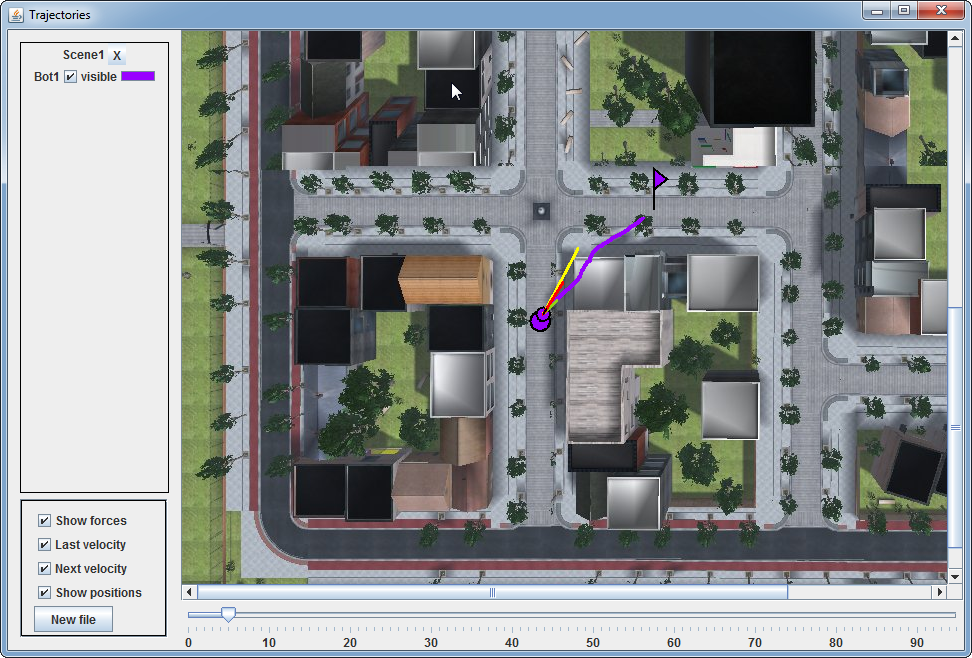 Trajectories
Scene1 X
Bot1 visible
Show forces
Last velocity
Next velocity
Show positions
New file
0 10 20 30 40 50 60 70 80 90